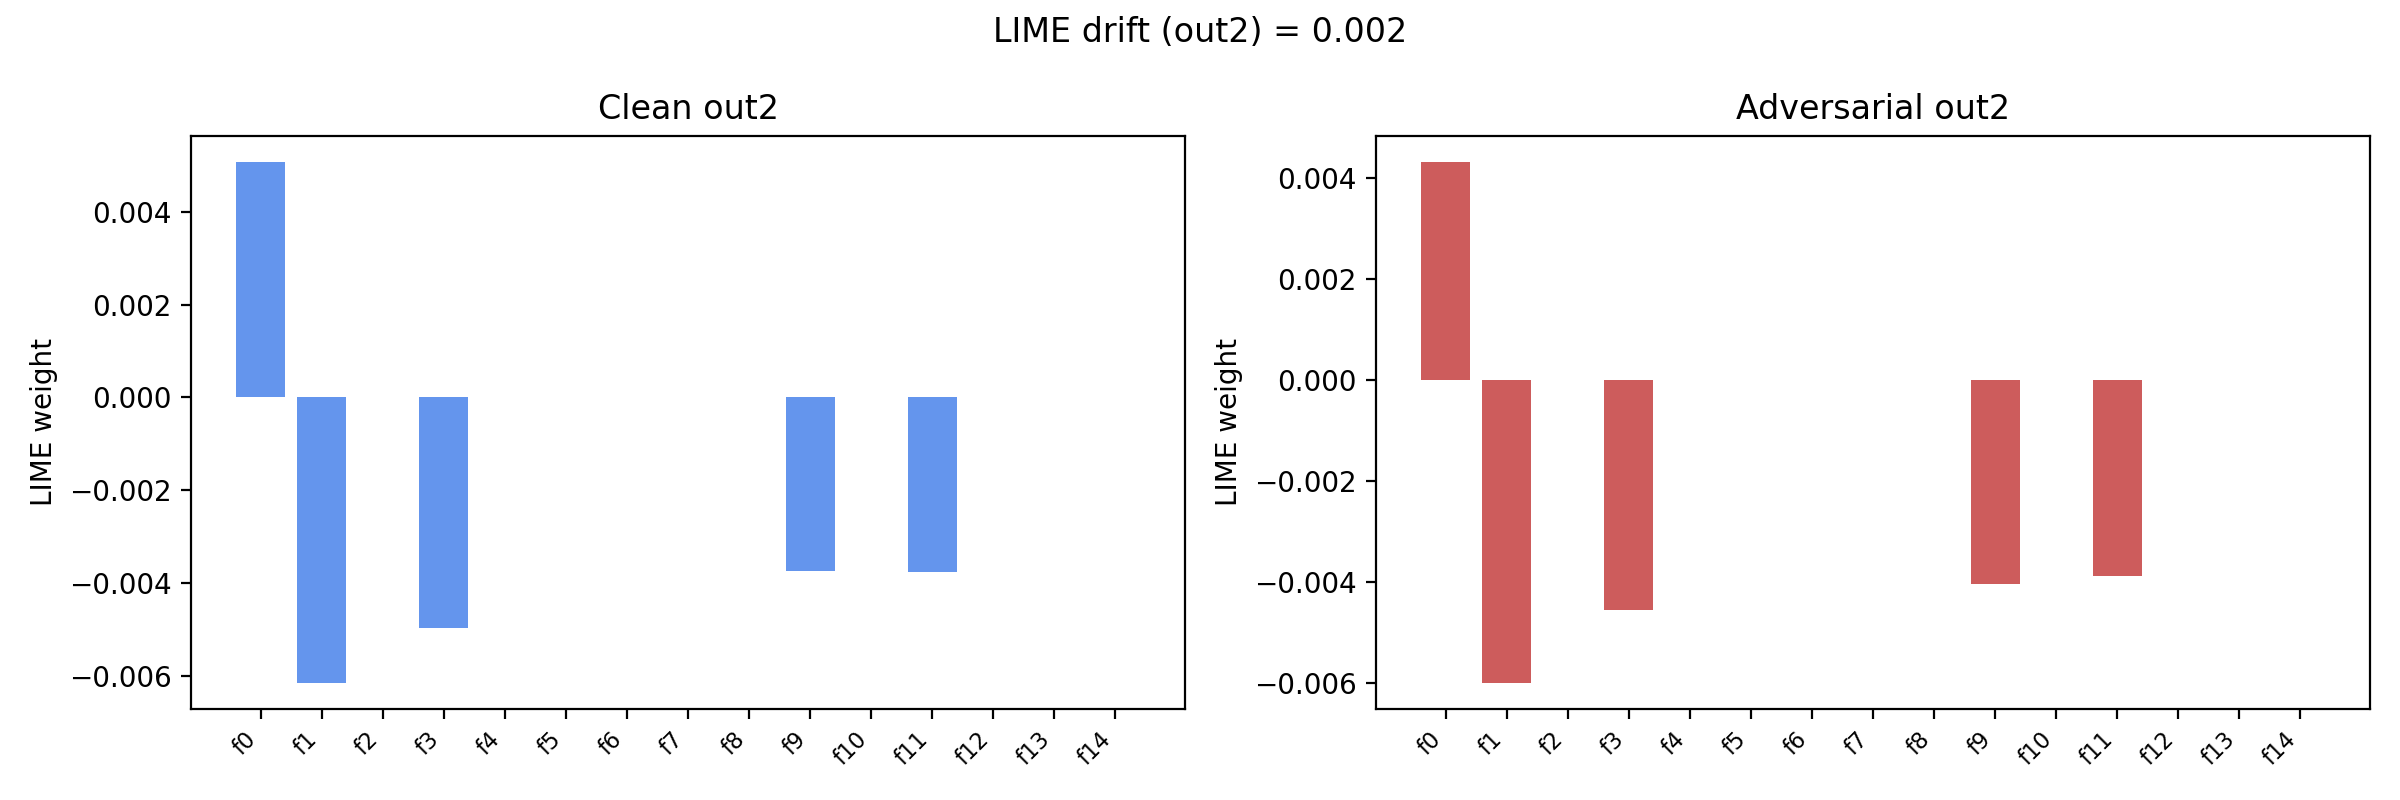 LIME drift (out2) = 0.002
Clean out2
LIME weight
0.004
0.002
0.000
−0.002
−0.004
−0.006
f0 f1 f2 f3 f4 f5 f6 f7 f8 f9 f10 f11 f12 f13 f14
Adversarial out2
LIME weight
0.004
0.002
0.000
−0.002
−0.004
−0.006
f0 f1 f2 f3 f4 f5 f6 f7 f8 f9 f10 f11 f12 f13 f14